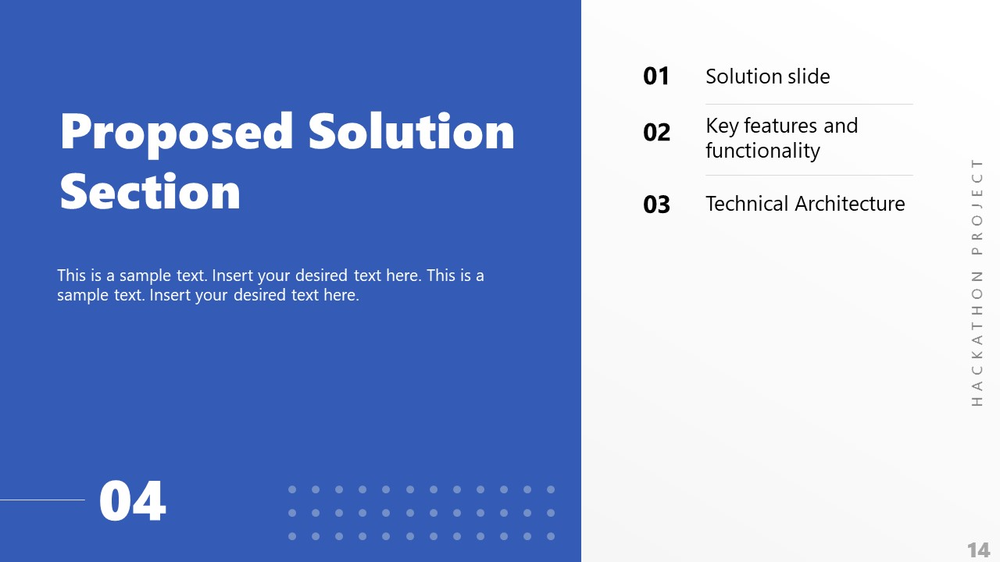 Proposed Solution
Section
This is a sample text. Insert your desired text here. This is a
sample text. Insert your desired text here.
04
01 Solution slide
02 Key features and
functionality
03 Technical Architecture
HACKATHON PROJECT
14